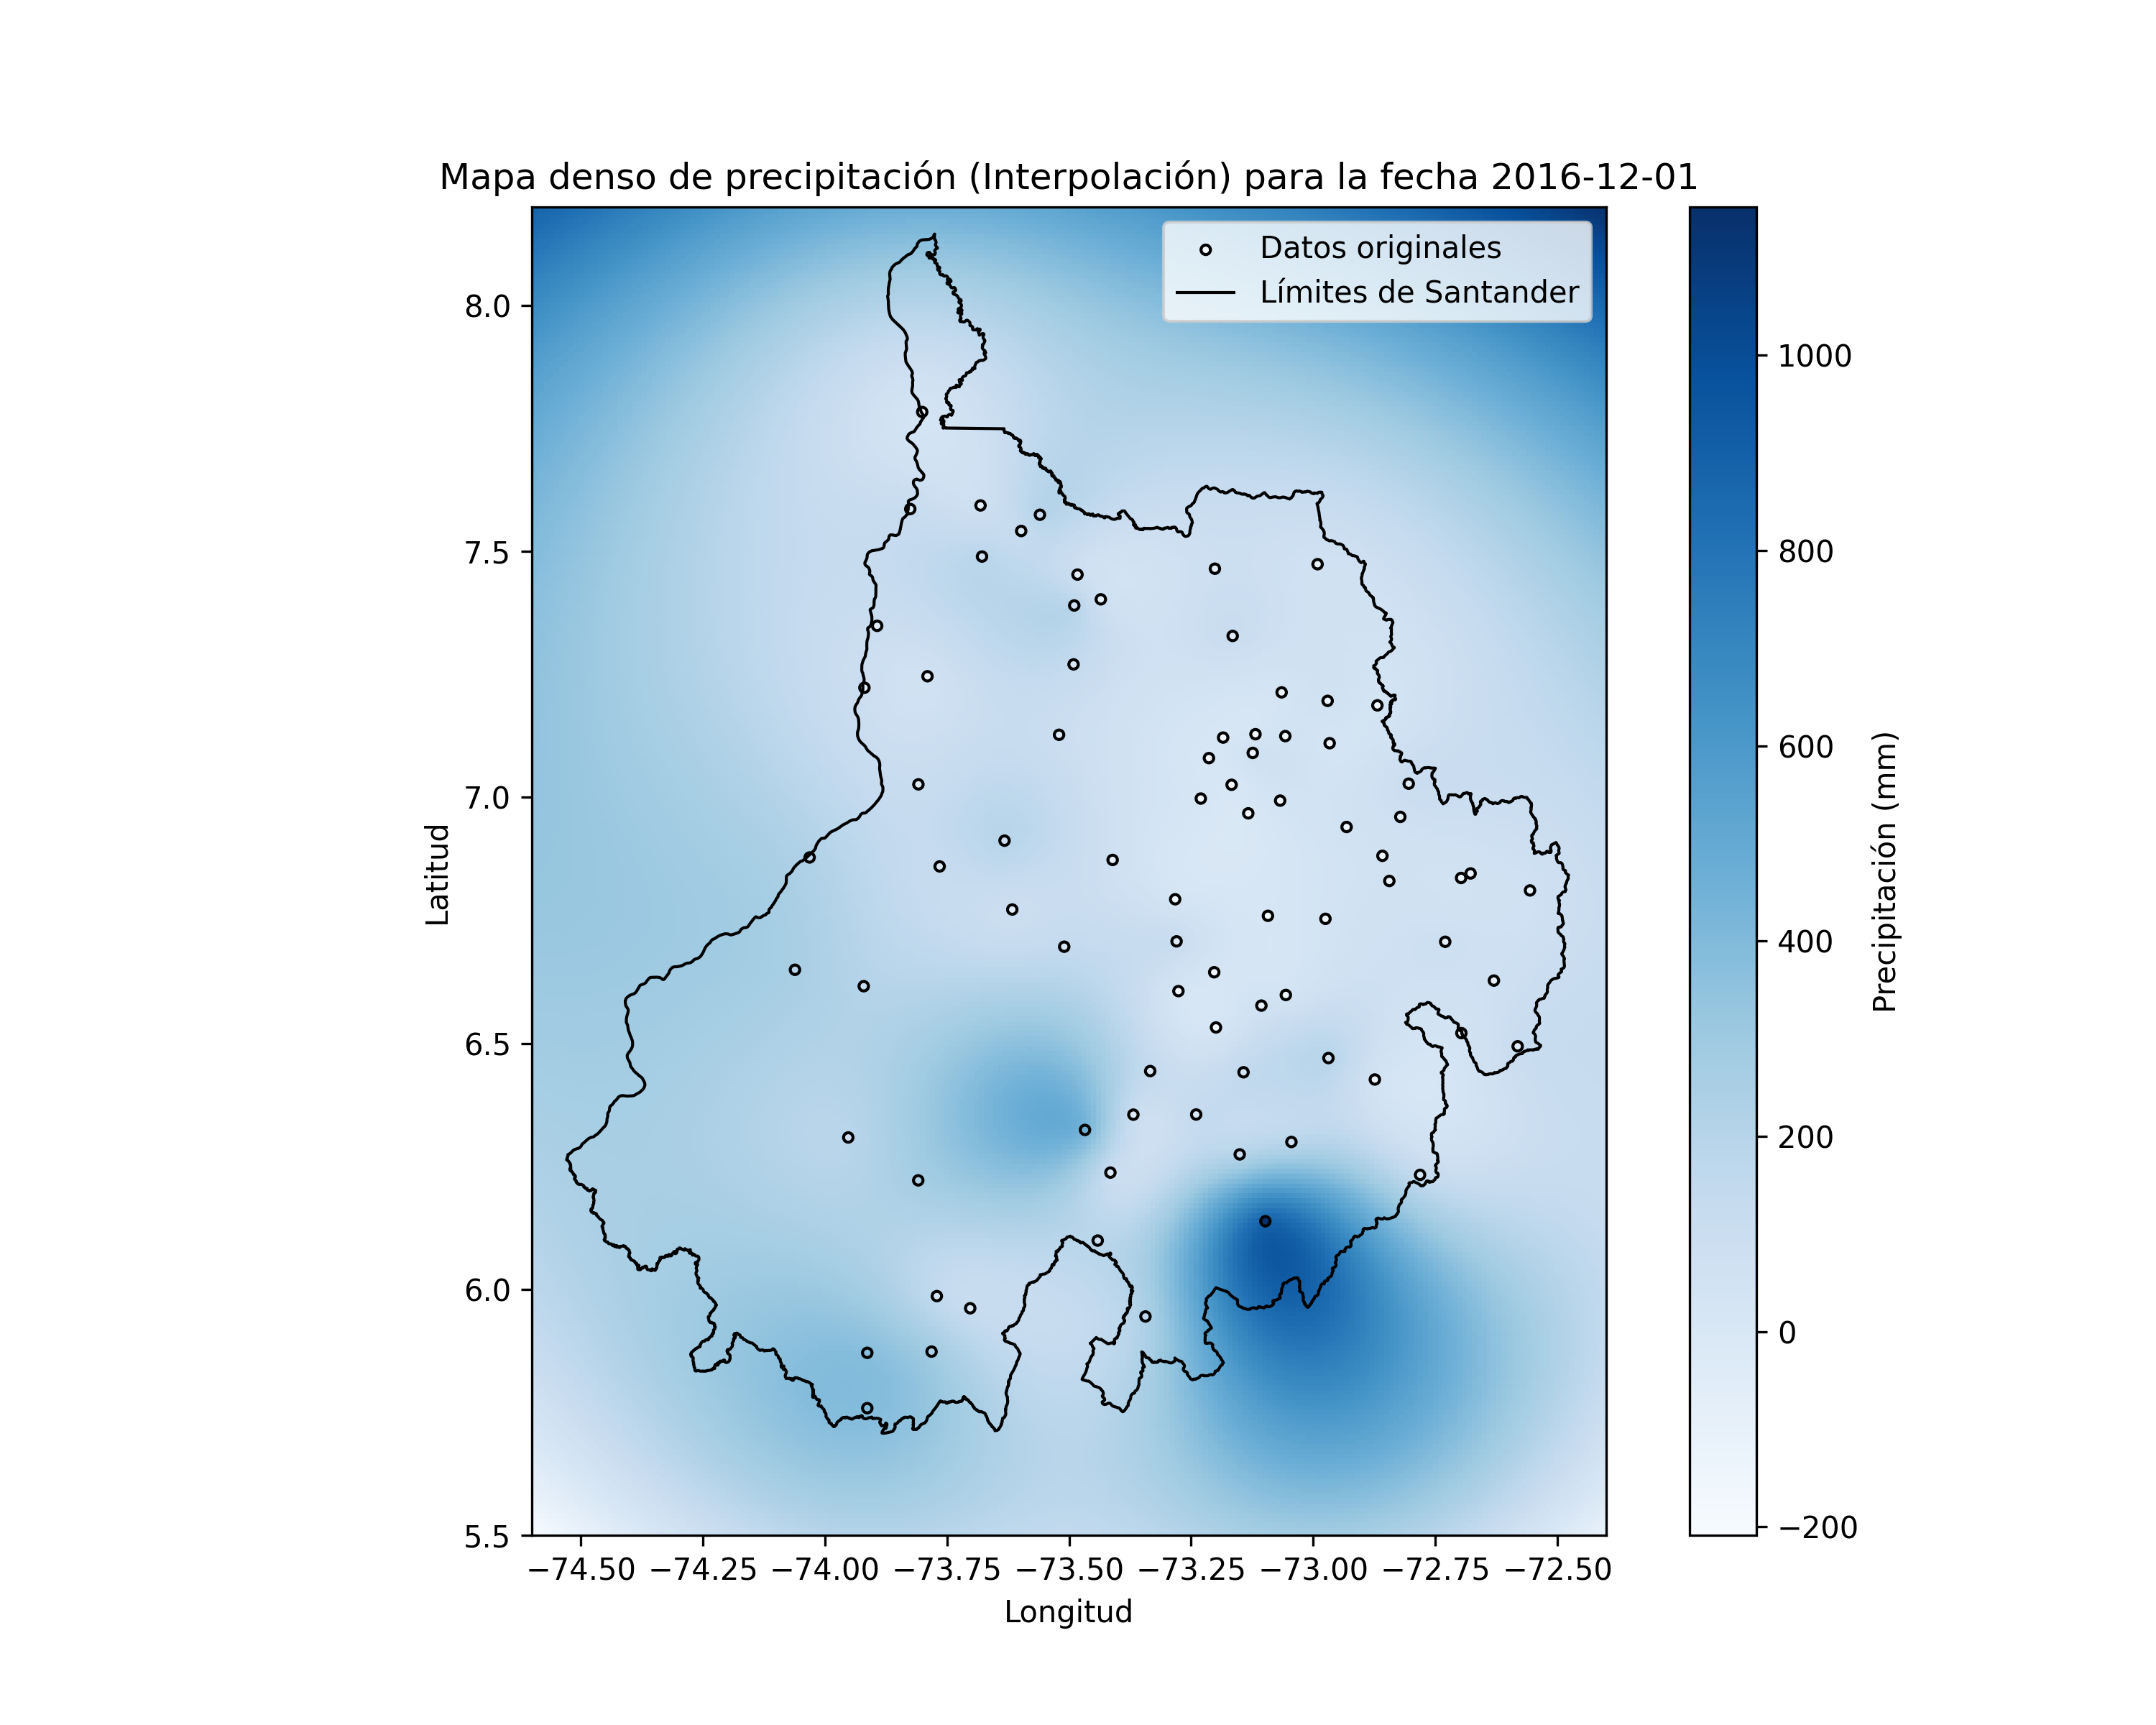 Mapa denso de precipitación (Interpolación) para la fecha 2016-12-01
Datos originales
Límites de Santander
8.0
7.5
7.0
6.5
6.0
5.5
Latitud
−74.50 −74.25 −74.00 −73.75 −73.50 −73.25 −73.00 −72.75 −72.50
Longitud
1000
800
600
400
200
0
−200
Precipitación (mm)